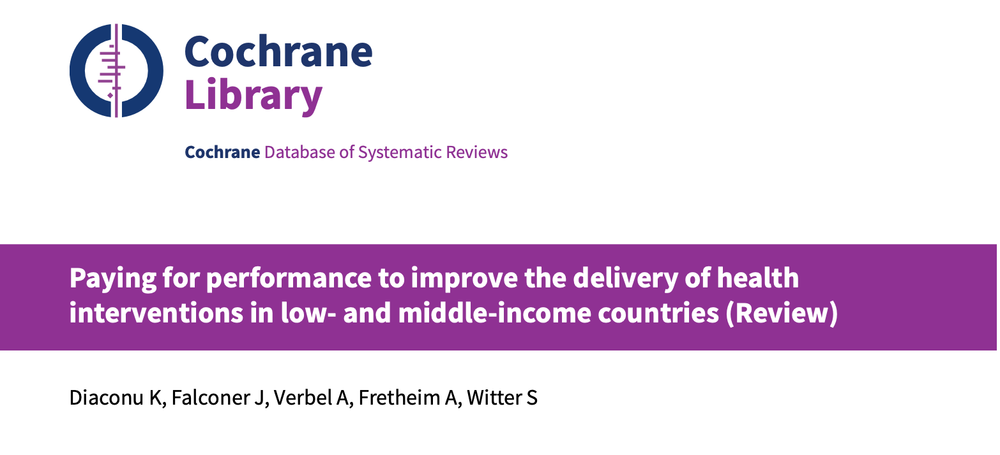 Cochrane
Library
Cochrane Database of Systematic Reviews
Paying for performance to improve the delivery of health
interventions in low- and middle-income countries (Review)
Diaconu K, Falconer J, Verbel A, Fretheim A, Witter S